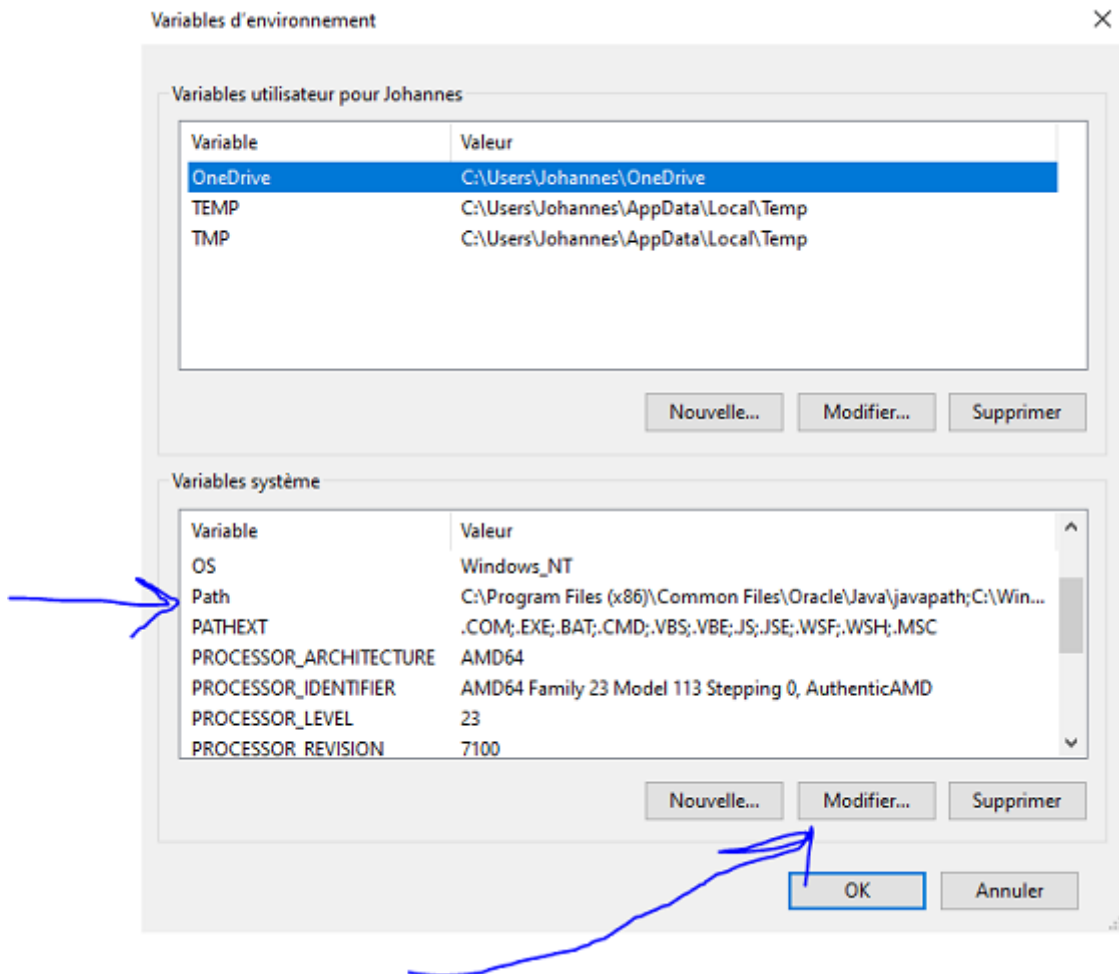 Variables d'environnement
Variables utilisateur pour Johannes
Variable Valeur
OneDrive C:\Users\Johannes\OneDrive
TEMP C:\Users\Johannes\AppData\Local\Temp
TMP C:\Users\Johannes\AppData\Local\Temp
Nouvelle... Modifier... Supprimer
Variables système
Variable Valeur
OS Windows_NT
Path C:\Program Files (x86)\Common Files\Oracle\Java\javapath;C:\Win...
PATHEXT .COM;.EXE;.BAT;.CMD;.VBS;.VBE;.JS;.JSE;.WSF;.WSH;.MSC
PROCESSOR_ARCHITECTURE AMD64
PROCESSOR_IDENTIFIER AMD64 Family 23 Model 113 Stepping 0, AuthenticAMD
PROCESSOR_LEVEL 23
PROCESSOR_REVISION 7100
Nouvelle... Modifier... Supprimer
OK Annuler